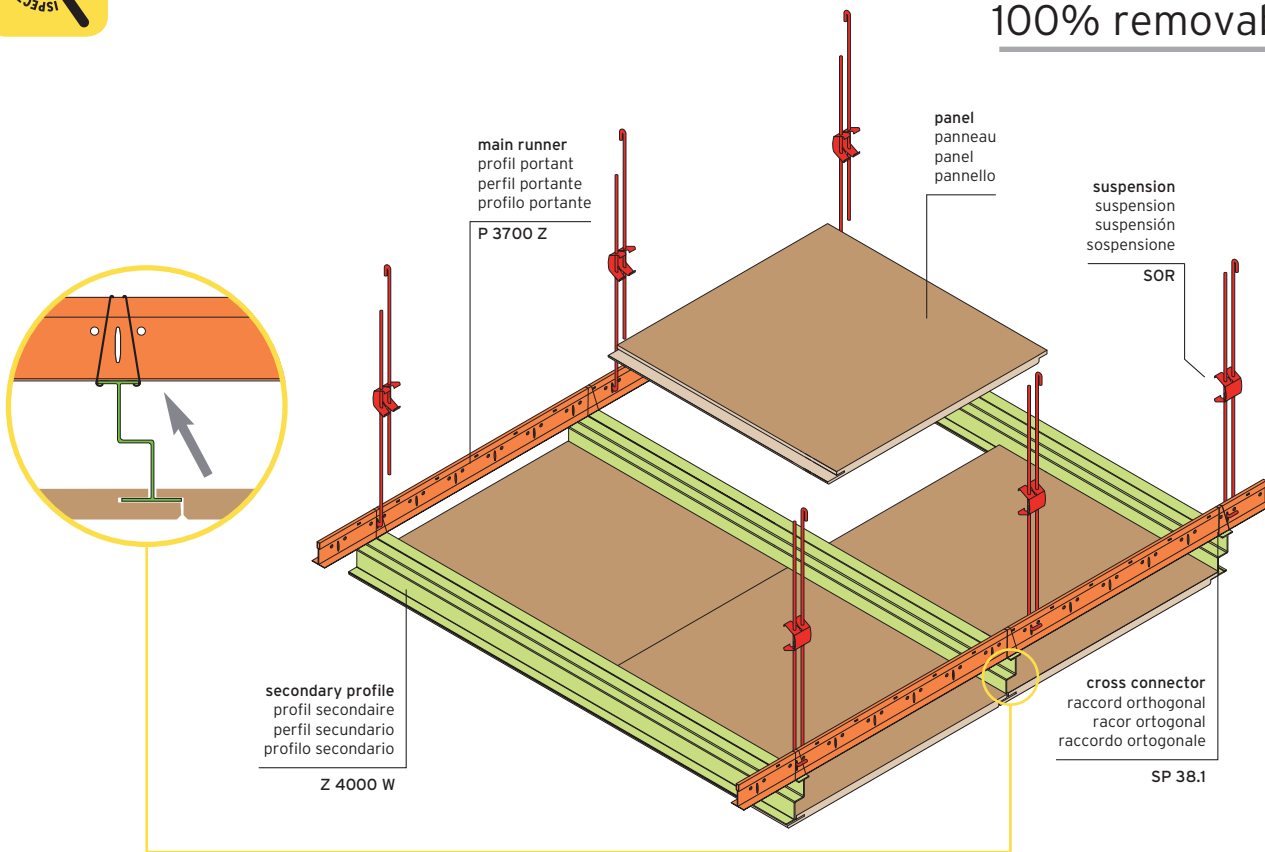 100% removal
main runner
profil portant
perfil portante
profilo portante
P 3700 Z
panel
panneau
panel
pannello
suspension
suspension
suspensión
sospensione
SOR
secondary profile
profil secondaire
perfil secundario
profilo secondario
Z 4000 W
cross connector
raccord orthogonal
racor ortogonal
raccordo ortogonale
SP 38.1